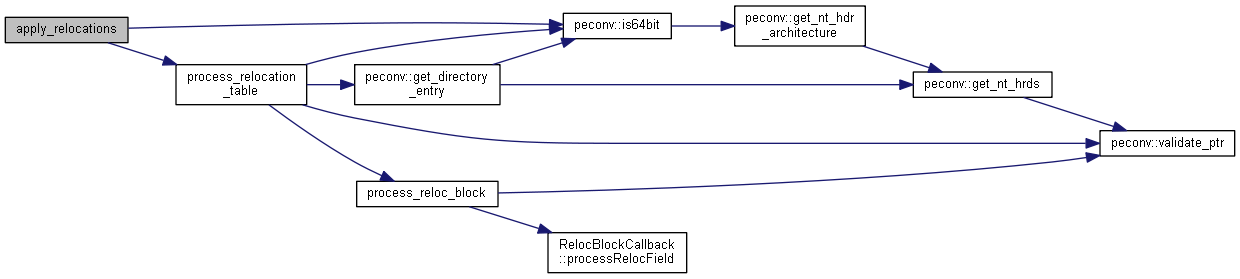 apply_relocations
process_relocation
_table
peconv::get_directory
_entry
peconv::is64bit
peconv::get_nt_hdr
_architecture
peconv::get_nt_hrds
peconv::validate_ptr
process_reloc_block
RelocBlockCallback
::processRelocField